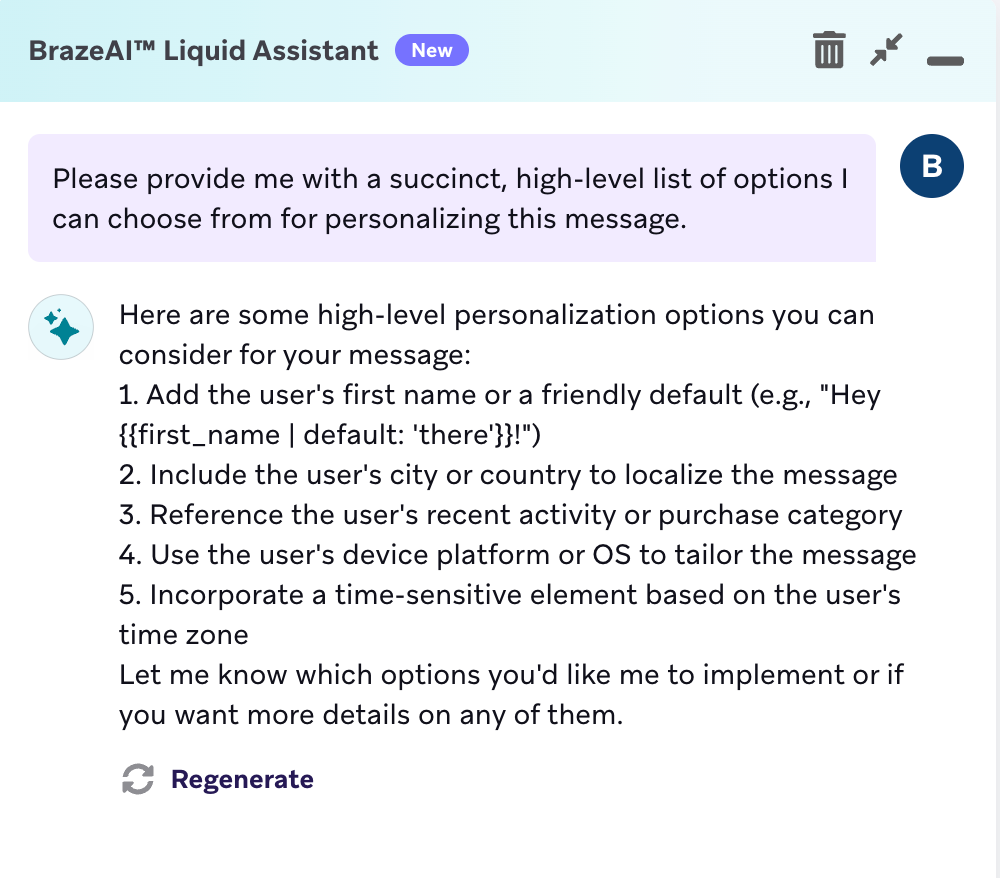 BrazeAI™ Liquid Assistant New
Please provide me with a succinct, high-level list of options I
can choose from for personalizing this message.
B
Here are some high-level personalization options you can
consider for your message:
1. Add the user's first name or a friendly default (e.g., "Hey
{{first_name | default: 'there'}}!")
2. Include the user's city or country to localize the message
3. Reference the user's recent activity or purchase category
4. Use the user's device platform or OS to tailor the message
5. Incorporate a time-sensitive element based on the user's
time zone
Let me know which options you'd like me to implement or if
you want more details on any of them.
Regenerate